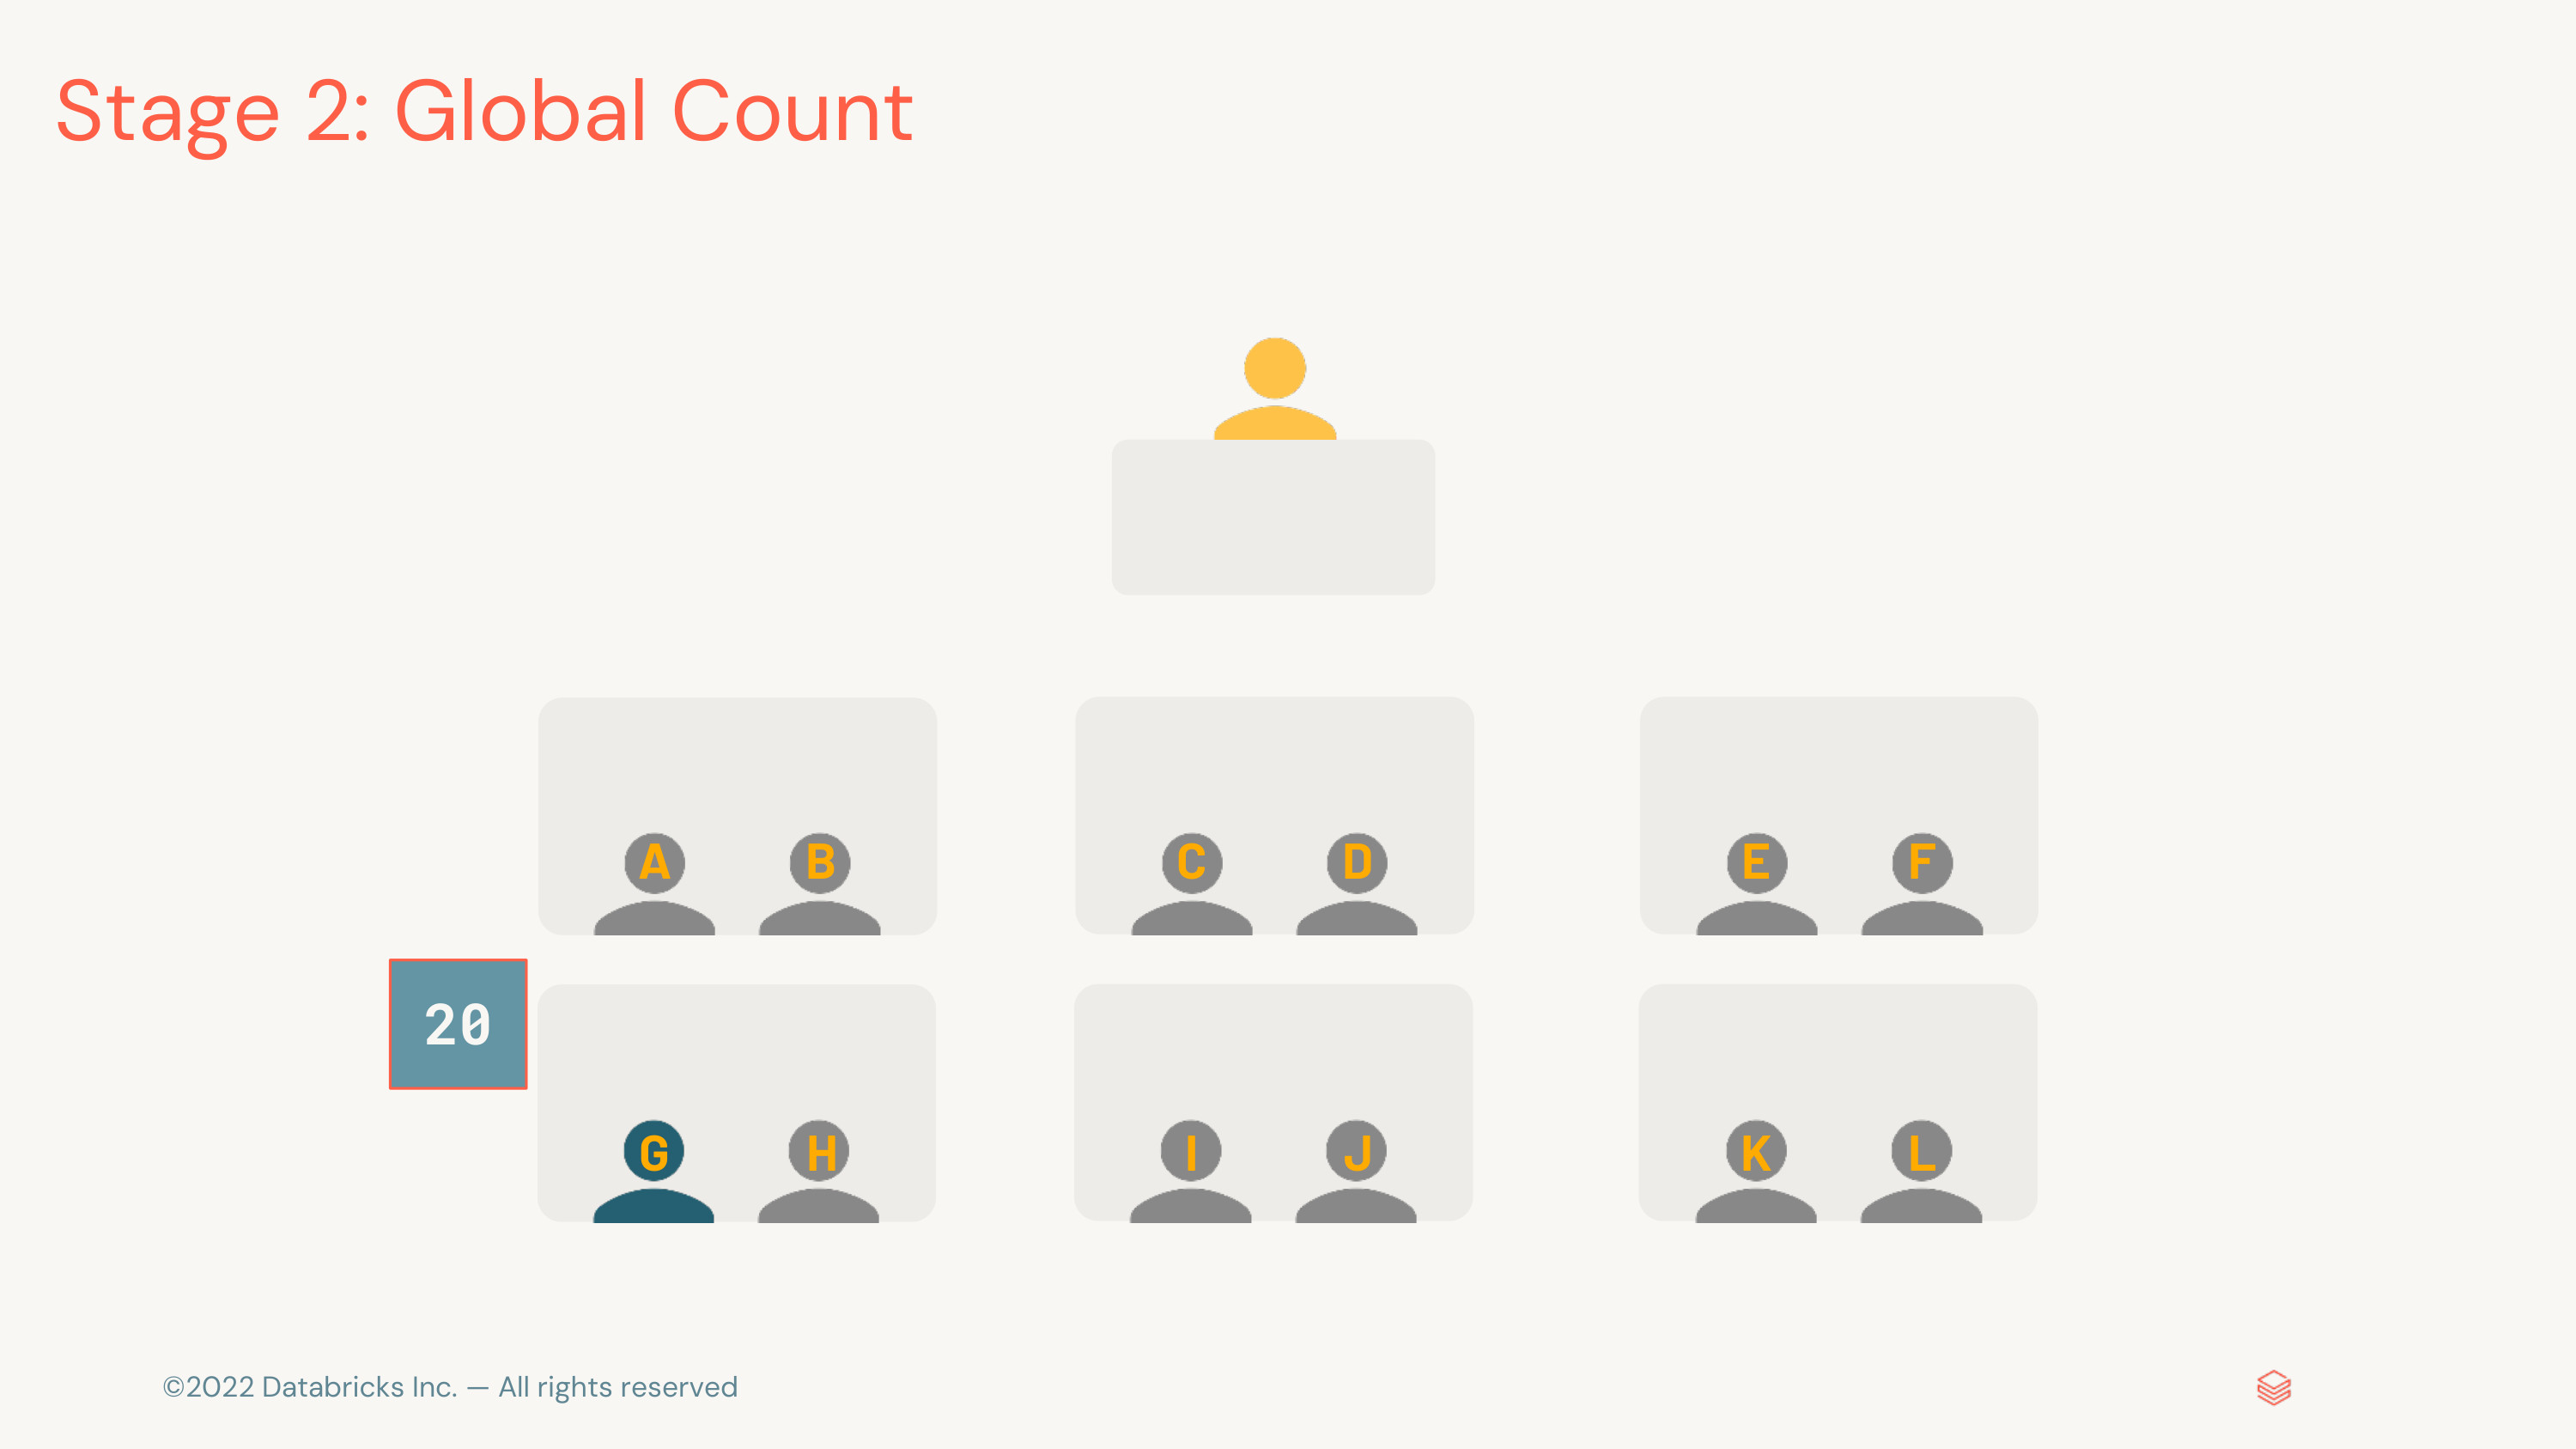 Stage 2: Global Count
A B C D E F
20
G H I J K L
©2022 Databricks Inc. — All rights reserved